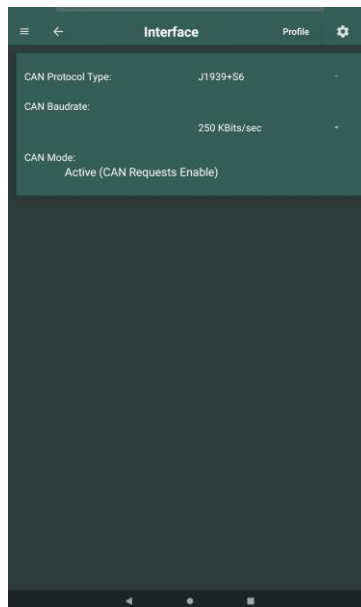 Interface
Profile
CAN Protocol Type:
J1939+S6
CAN Baudrate:
250 KBits/sec
CAN Mode:
Active (CAN Requests Enable)